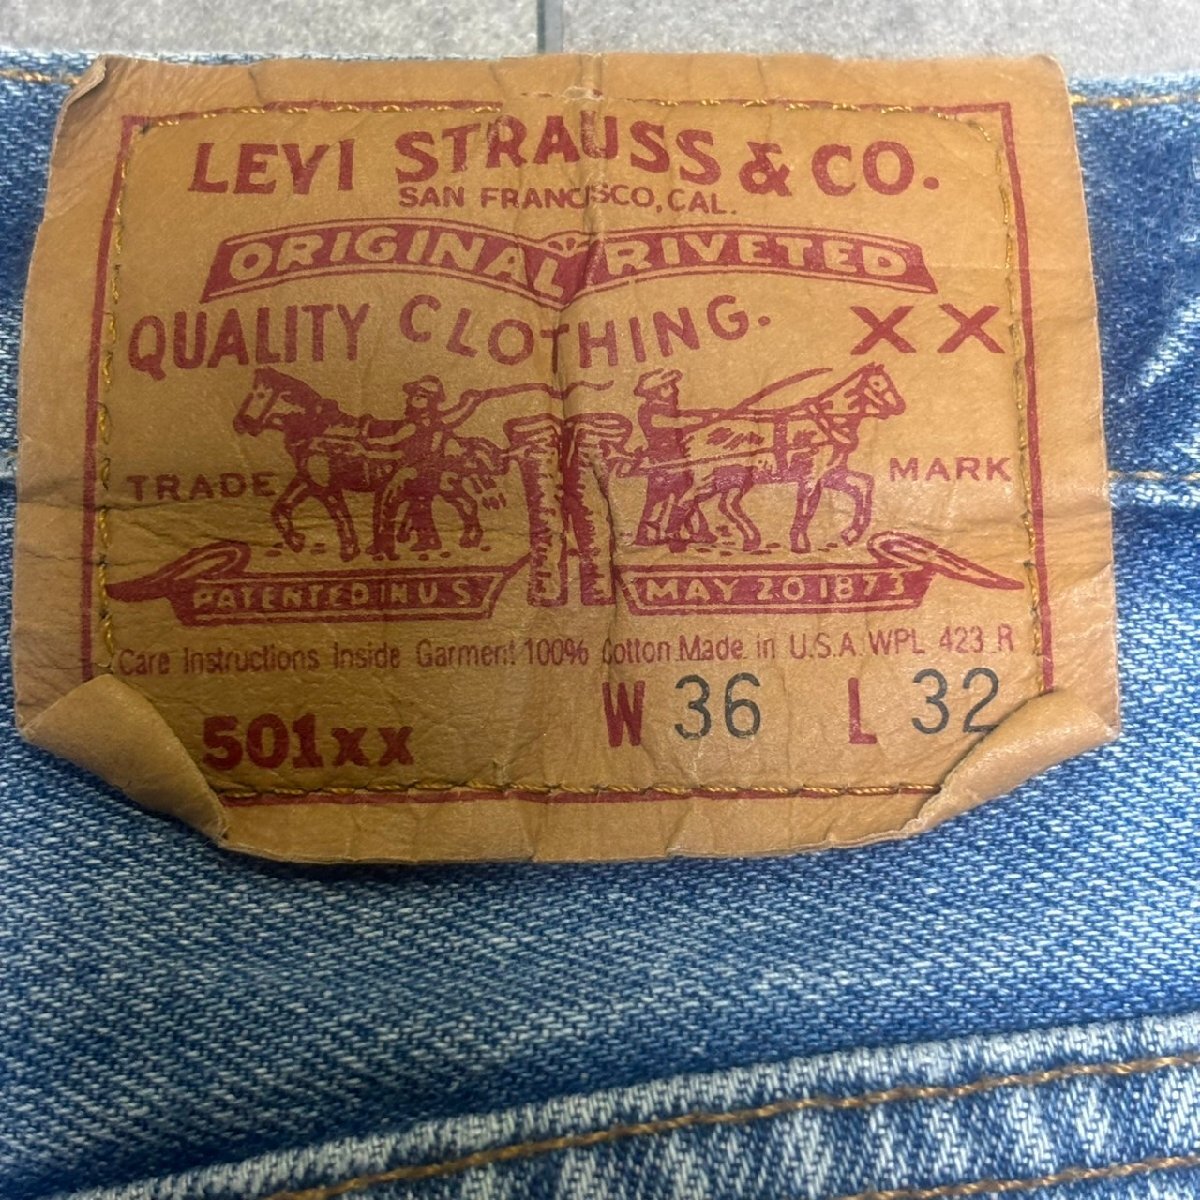 LEVI STRAUSS & CO.
SAN FRANCISCO, CAL.
ORIGINAL RIVETED
QUALITY CLOTHING. XX
TRADE MARK
PATENTED IN U S MAY 20 1873
Care Instructions Inside Garment 100% Cotton Made in U.S.A. WPL 423 R
501xx W 36 L 32